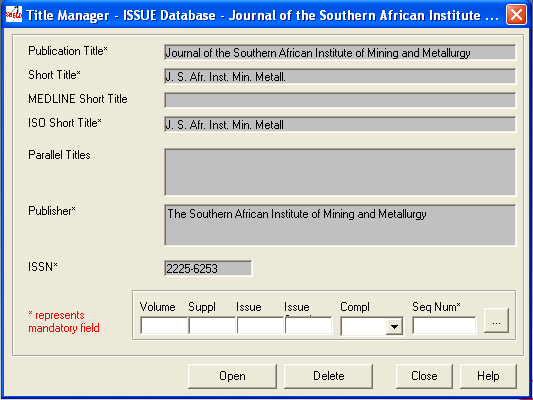 Title Manager - ISSUE Database - Journal of the Southern African Institute ...
Publication Title*
Journal of the Southern African Institute of Mining and Metallurgy
Short Title*
J. S. Afr. Inst. Min. Metall.
MEDLINE Short Title
ISO Short Title*
J. S. Afr. Inst. Min. Metall
Parallel Titles
Publisher*
The Southern African Institute of Mining and Metallurgy
ISSN*
2225-6253
* represents
mandatory field
Volume Suppl Issue Issue Compl Seq Num*
...
Open Delete Close Help